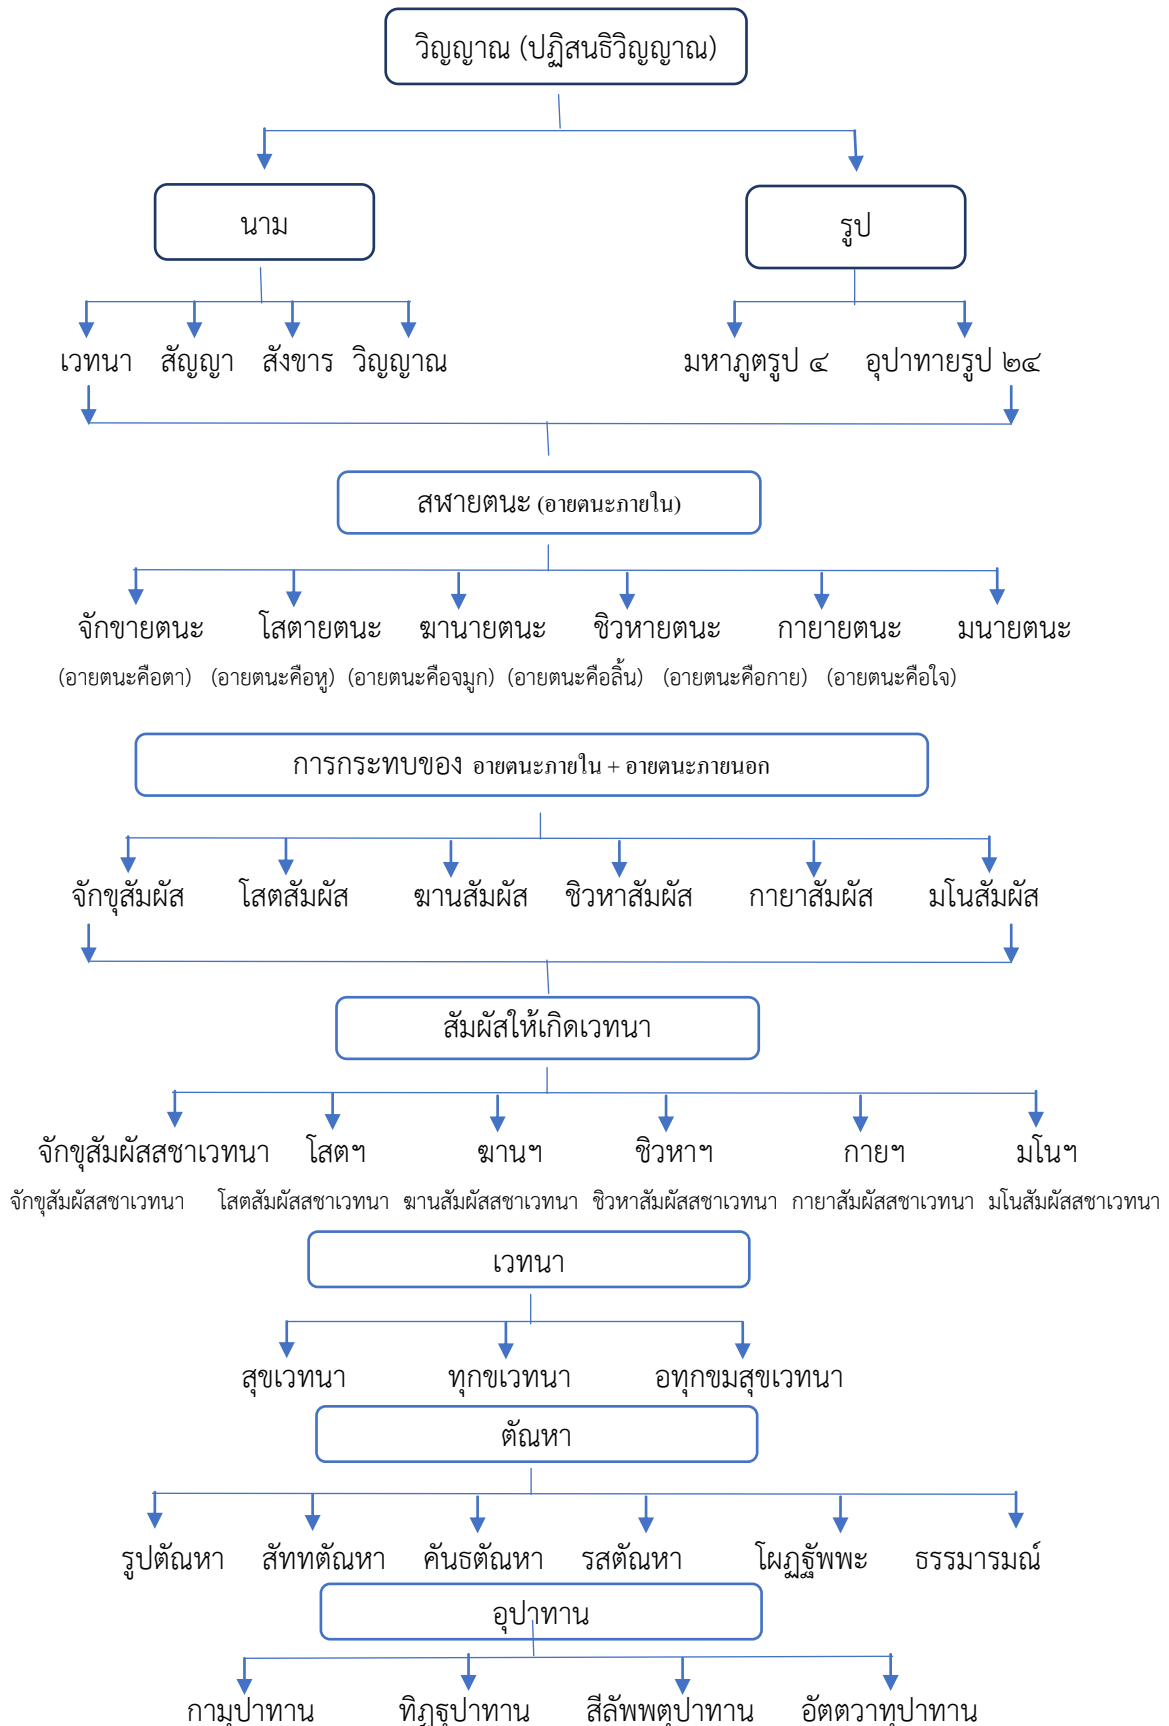 วิญญาณ (ปฏิสนธิวิญญาณ)
นาม รูป
เวทนา สัญญา สังขาร วิญญาณ มหาภูตรูป ๔ อุปาทายรูป ๒๔
สฬายตนะ (อายตนะภายใน)
จักขายตนะ โสตายตนะ ฆานายตนะ ชิวหายตนะ กายายตนะ มนายตนะ
(อายตนะคือตา) (อายตนะคือหู) (อายตนะคือจมูก) (อายตนะคือลิ้น) (อายตนะคือกาย) (อายตนะคือใจ)
การกระทบของ อายตนะภายใน + อายตนะภายนอก
จักขุสัมผัส โสตสัมผัส ฆานสัมผัส ชิวหาสัมผัส กายาสัมผัส มโนสัมผัส
สัมผัสให้เกิดเวทนา
จักขุสัมผัสสชาเวทนา โสตฯ ฆานฯ ชิวหาฯ กายฯ มโนฯ
จักขุสัมผัสสชาเวทนา โสตสัมผัสสชาเวทนา ฆานสัมผัสสชาเวทนา ชิวหาสัมผัสสชาเวทนา กายาสัมผัสสชาเวทนา มโนสัมผัสสชาเวทนา
เวทนา
สุขเวทนา ทุกขเวทนา อทุกขมสุขเวทนา
ตัณหา
รูปตัณหา สัททตัณหา คันธตัณหา รสตัณหา โผฏฐัพพะ ธรรมารมณ์
อุปาทาน
กามุปาทาน ทิฏฐุปาทาน สีลัพพตุปาทาน อัตตวาทุปาทาน